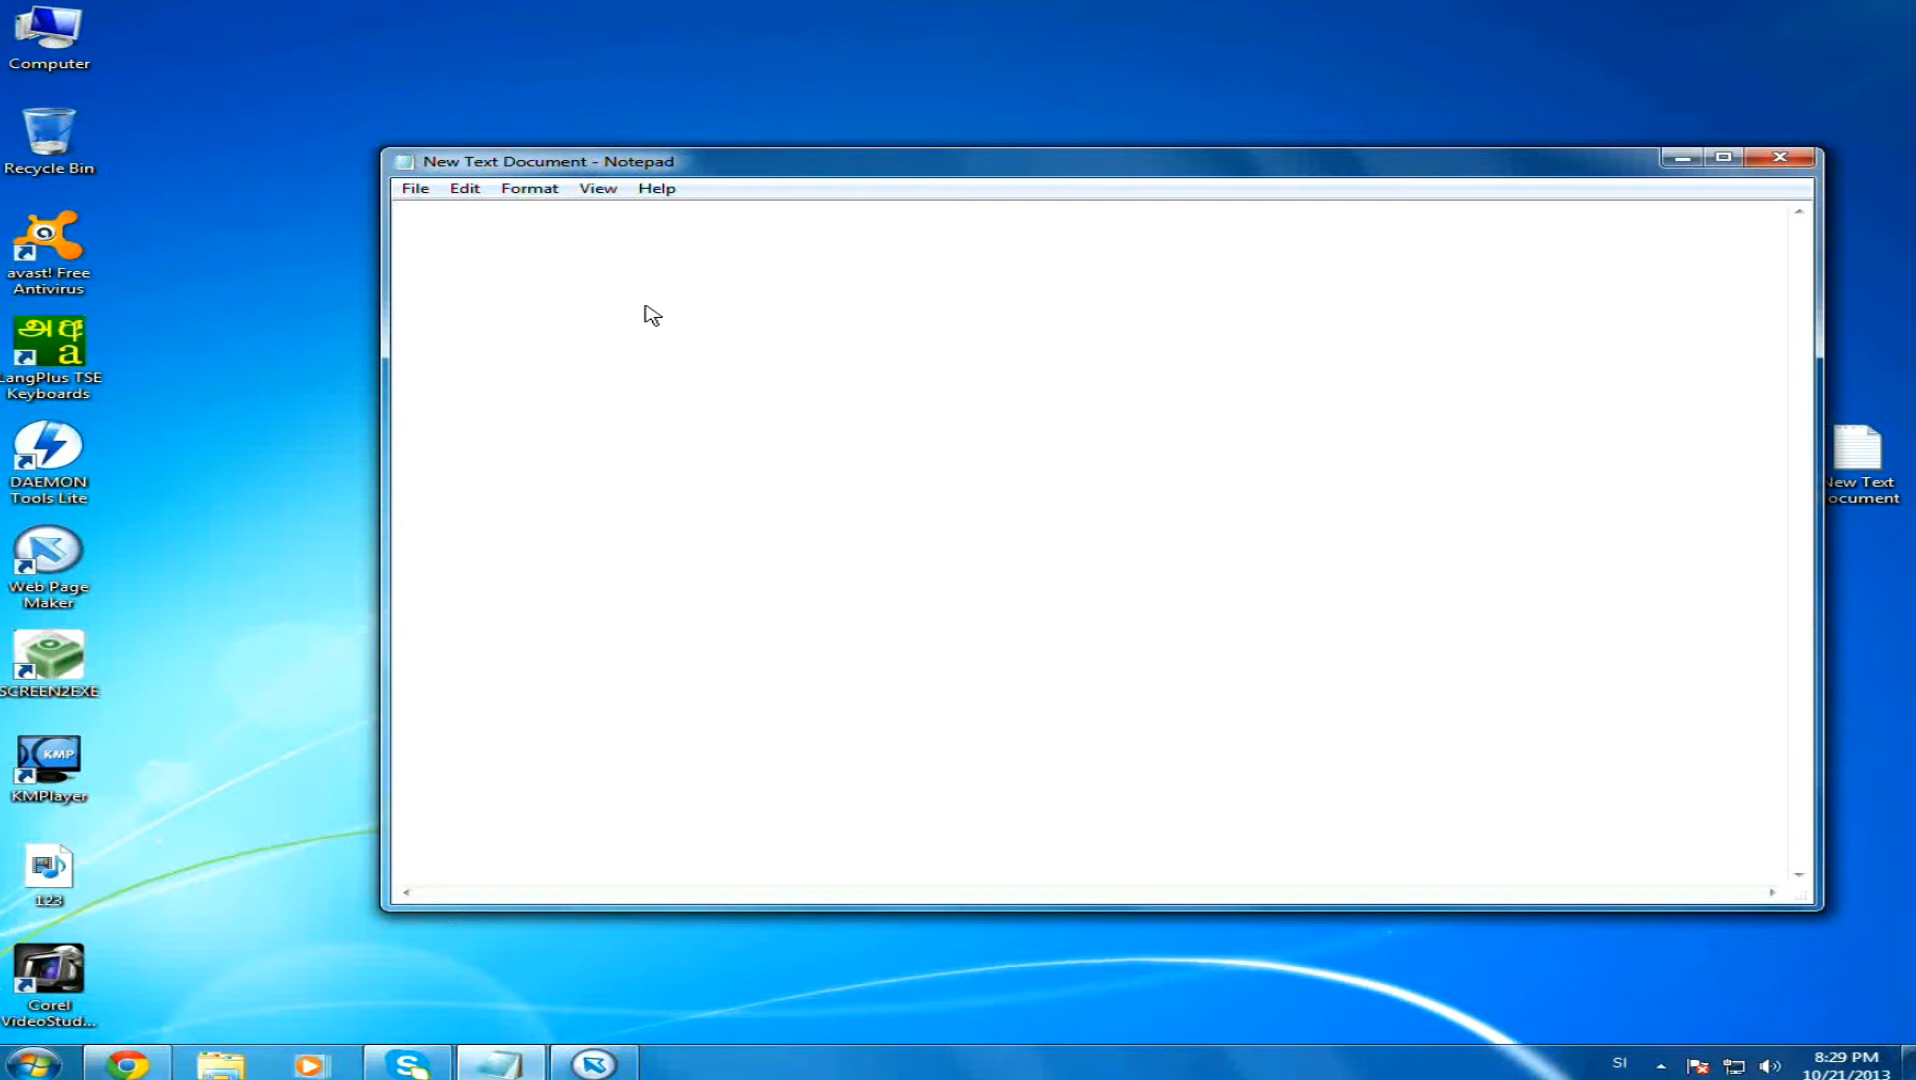 Computer
Recycle Bin
avast! Free
Antivirus
LangPlus TSE
Keyboards
DAEMON
Tools Lite
Web Page
Maker
SCREEN2EXE
KMP
KMPlayer
123
Corel
VideoStud...
New Text Document - Notepad
File Edit Format View Help
New Text
Document
SI
8:29 PM
10/21/2013